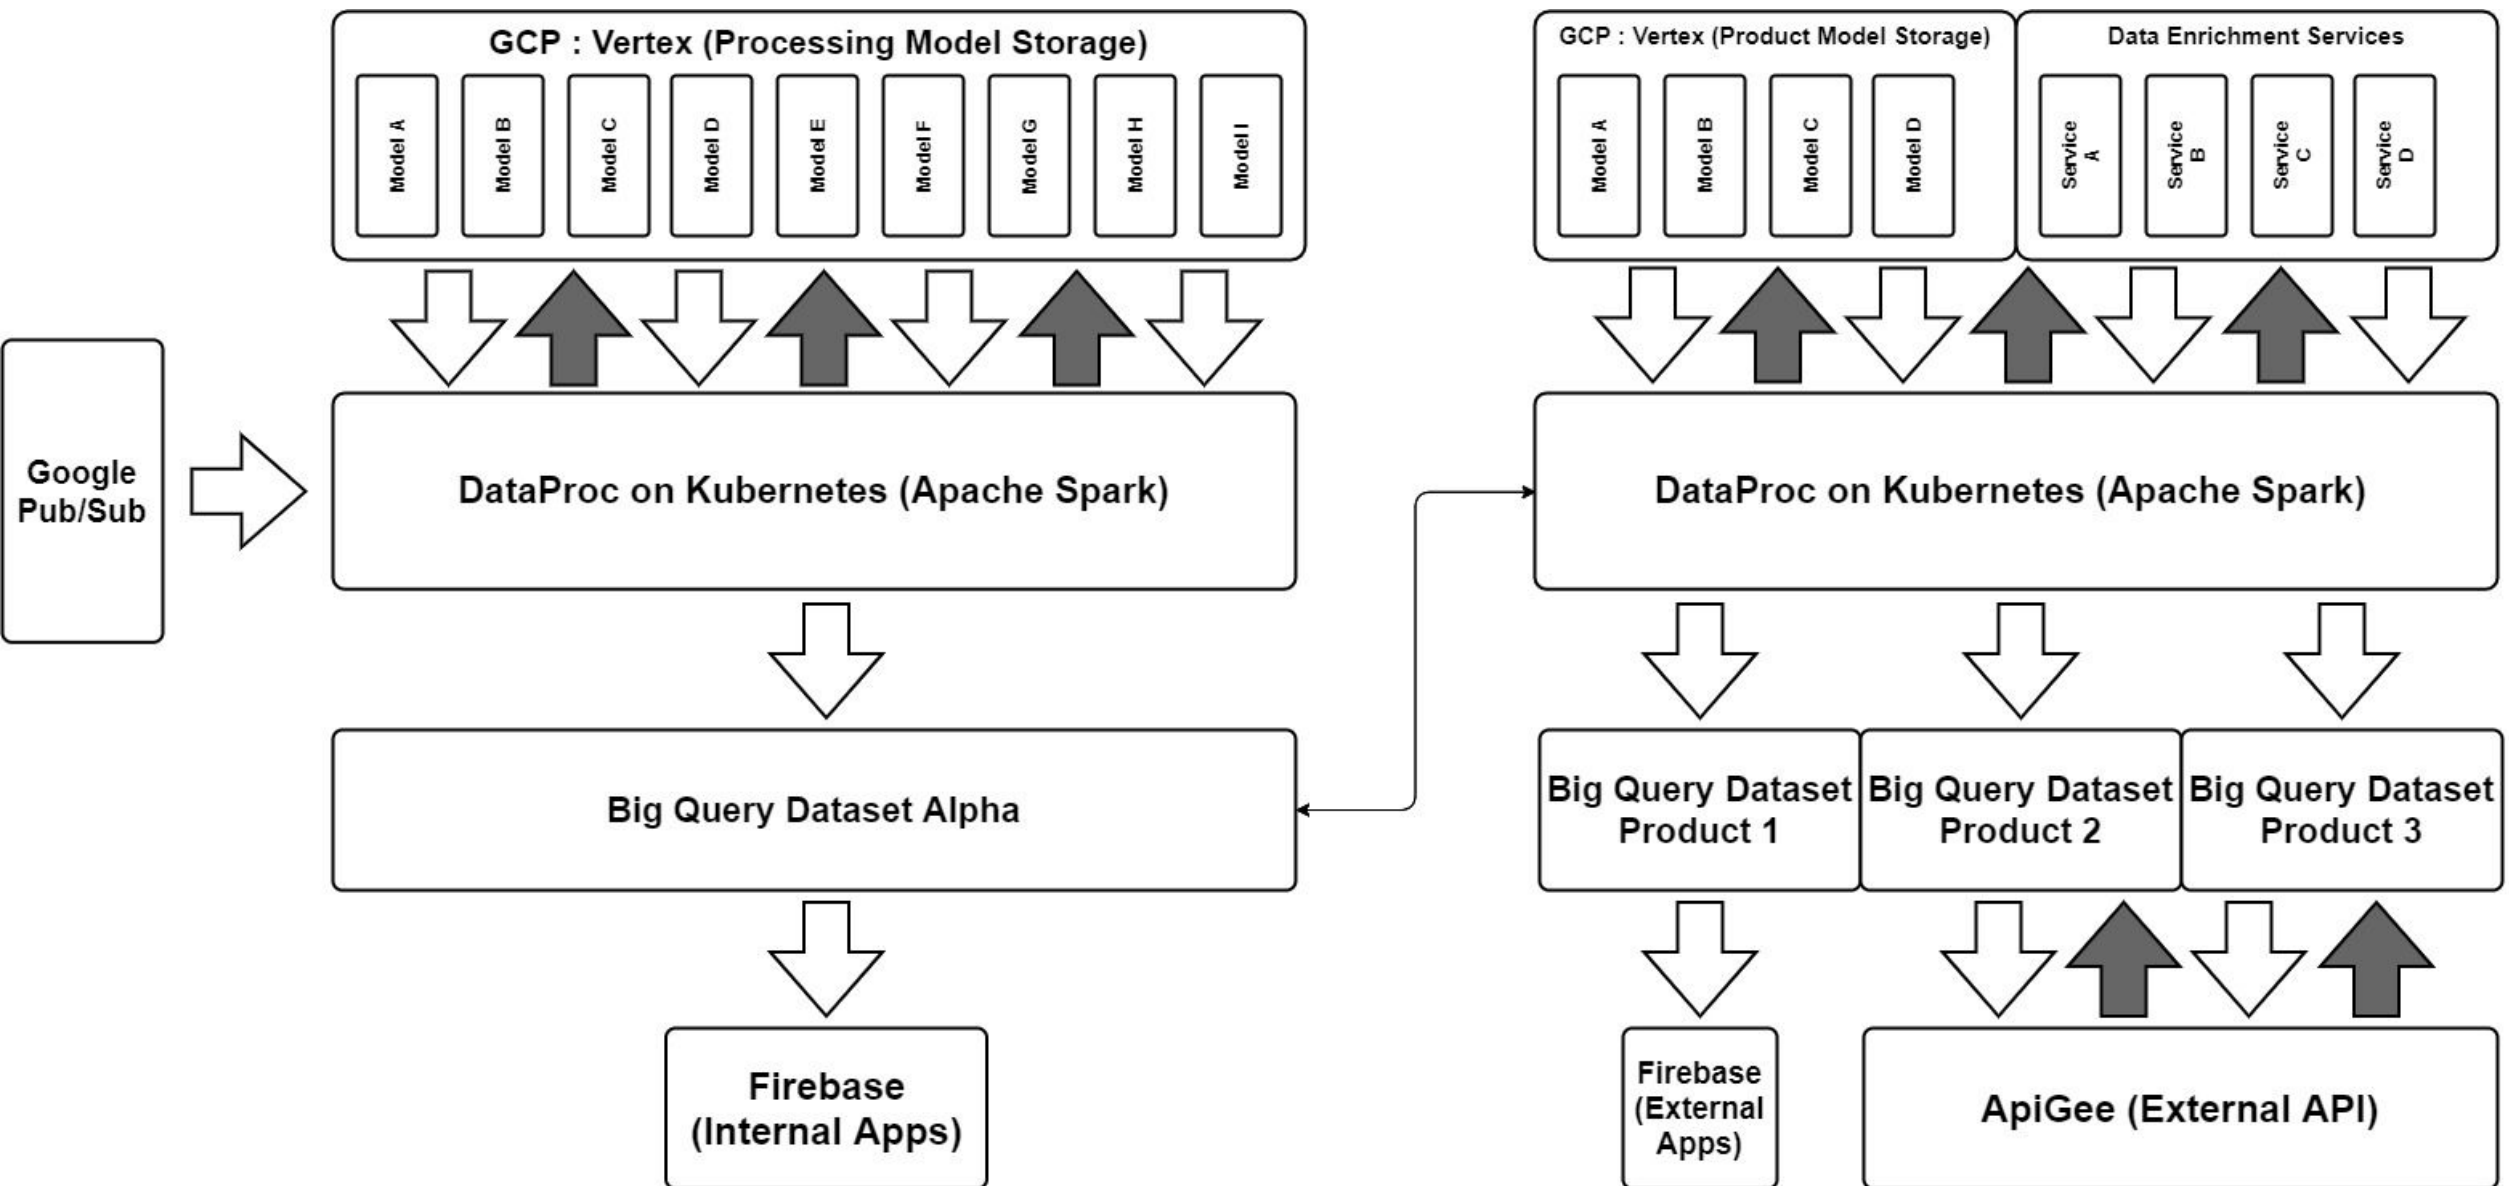 GCP : Vertex (Processing Model Storage)
Model A
Model B
Model C
Model D
Model E
Model F
Model G
Model H
Model I
GCP : Vertex (Product Model Storage)
Model A
Model B
Model C
Model D
Data Enrichment Services
Service
A
Service
B
Service
C
Service
D
Google
Pub/Sub
DataProc on Kubernetes (Apache Spark)
DataProc on Kubernetes (Apache Spark)
Big Query Dataset Alpha
Big Query Dataset
Product 1
Big Query Dataset
Product 2
Big Query Dataset
Product 3
Firebase
(Internal Apps)
Firebase
(External
Apps)
ApiGee (External API)